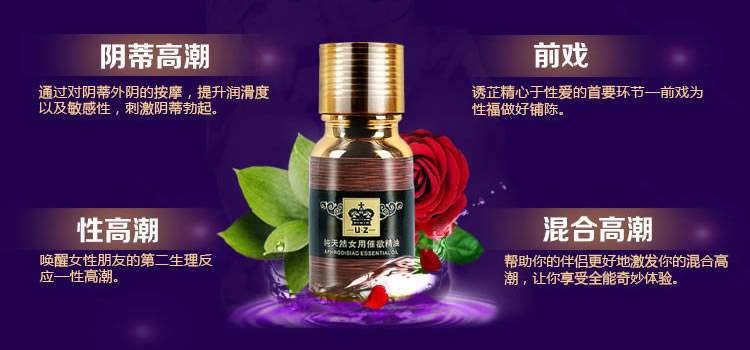 阴蒂高潮
通过对阴蒂外阴的按摩，提升润滑度
以及敏感性，刺激阴蒂勃起。
前戏
诱芷精心于性爱的首要环节—前戏为
性福做好铺陈。
U·Z
纯天然女用催欲精油
APHRODISIAC ESSENTIAL OIL
性高潮
唤醒女性朋友的第二生理反
应—性高潮。
混合高潮
帮助你的伴侣更好地激发你的混合高
潮，让你享受全能奇妙体验。